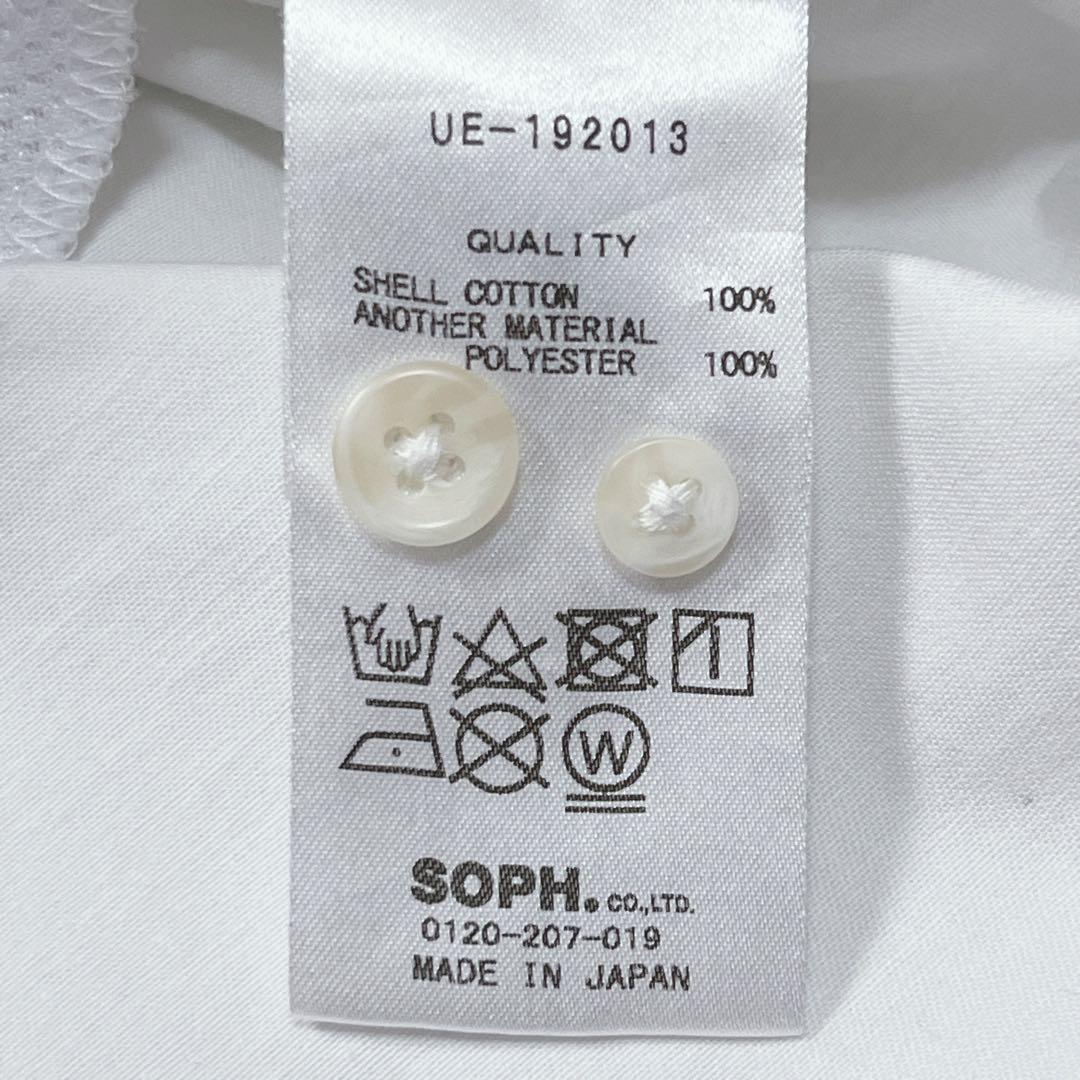 UE-192013
QUALITY
SHELL COTTON 100%
ANOTHER MATERIAL
POLYESTER 100%
W
SOPH. CO.,LTD.
0120-207-019
MADE IN JAPAN